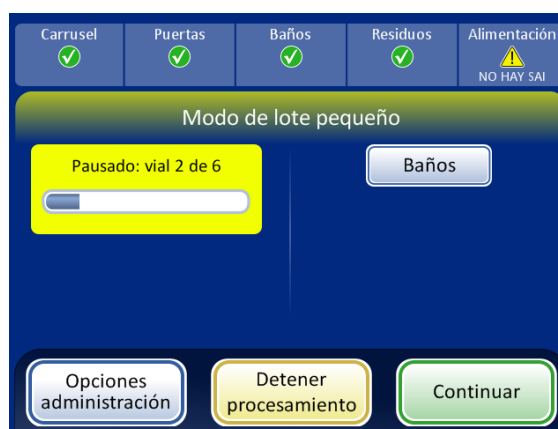 Carrusel
Puertas
Baños
Residuos
Alimentación
NO HAY SAI
Modo de lote pequeño
Pausado: vial 2 de 6
Baños
Opciones
administración
Detener
procesamiento
Continuar